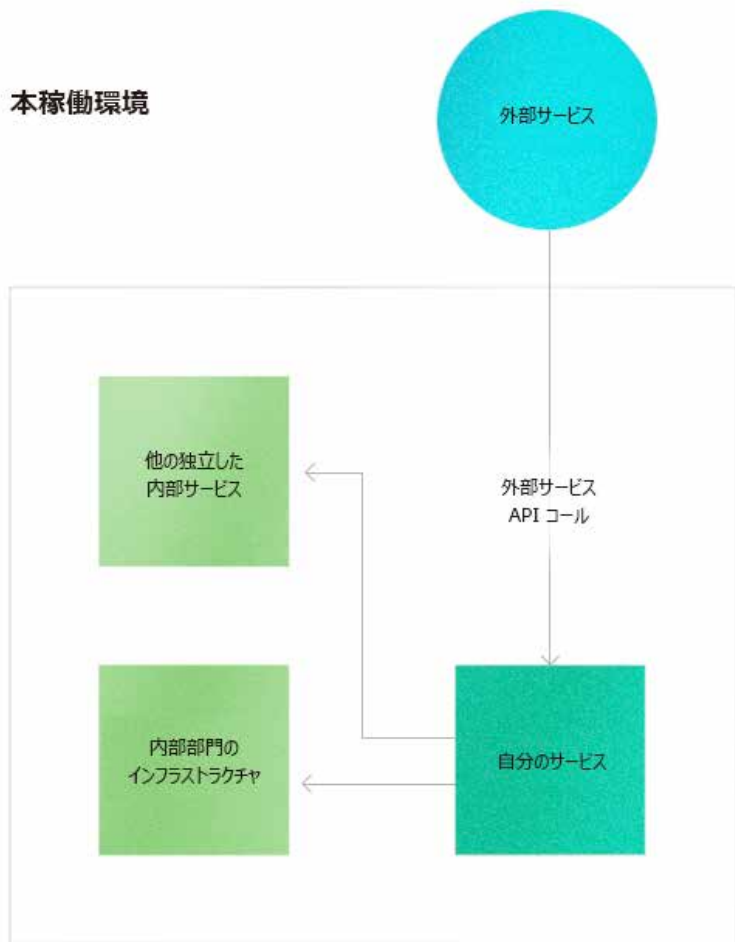 本稼働環境
外部サービス
他の独立した
内部サービス
外部サービス
API コール
内部部門の
インフラストラクチャ
自分のサービス